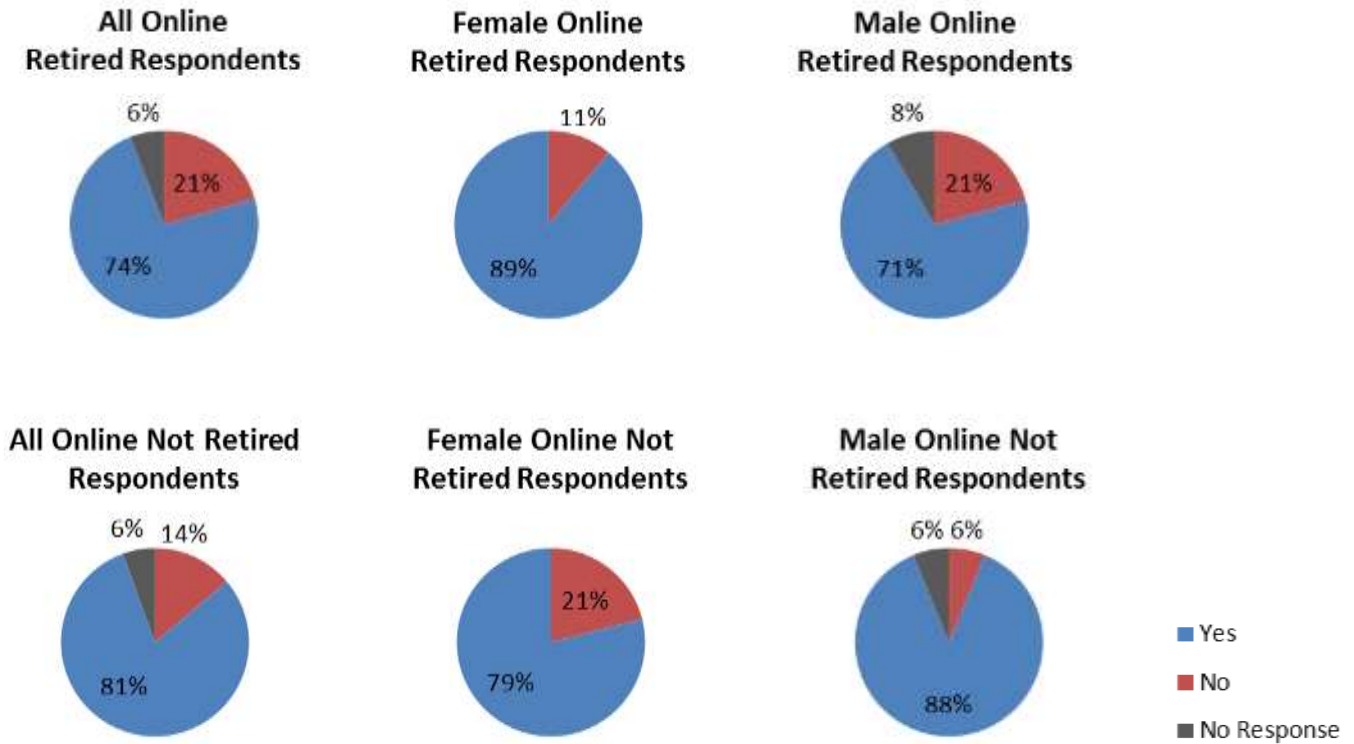 All Online
Retired Respondents
6%
21%
74%
Female Online
Retired Respondents
11%
89%
Male Online
Retired Respondents
8%
21%
71%
All Online Not Retired
Respondents
6%
14%
81%
Female Online Not
Retired Respondents
21%
79%
Male Online Not
Retired Respondents
6% 6%
88%
Yes
No
No Response